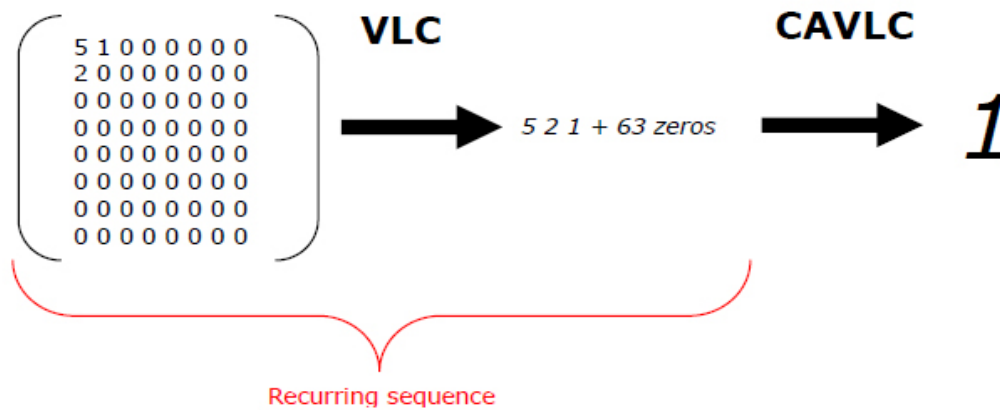 VLC
CAVLC
5 1 0 0 0 0 0 0
2 0 0 0 0 0 0 0
0 0 0 0 0 0 0 0
0 0 0 0 0 0 0 0
0 0 0 0 0 0 0 0
0 0 0 0 0 0 0 0
0 0 0 0 0 0 0 0
0 0 0 0 0 0 0 0
5 2 1 + 63 zeros
1
Recurring sequence